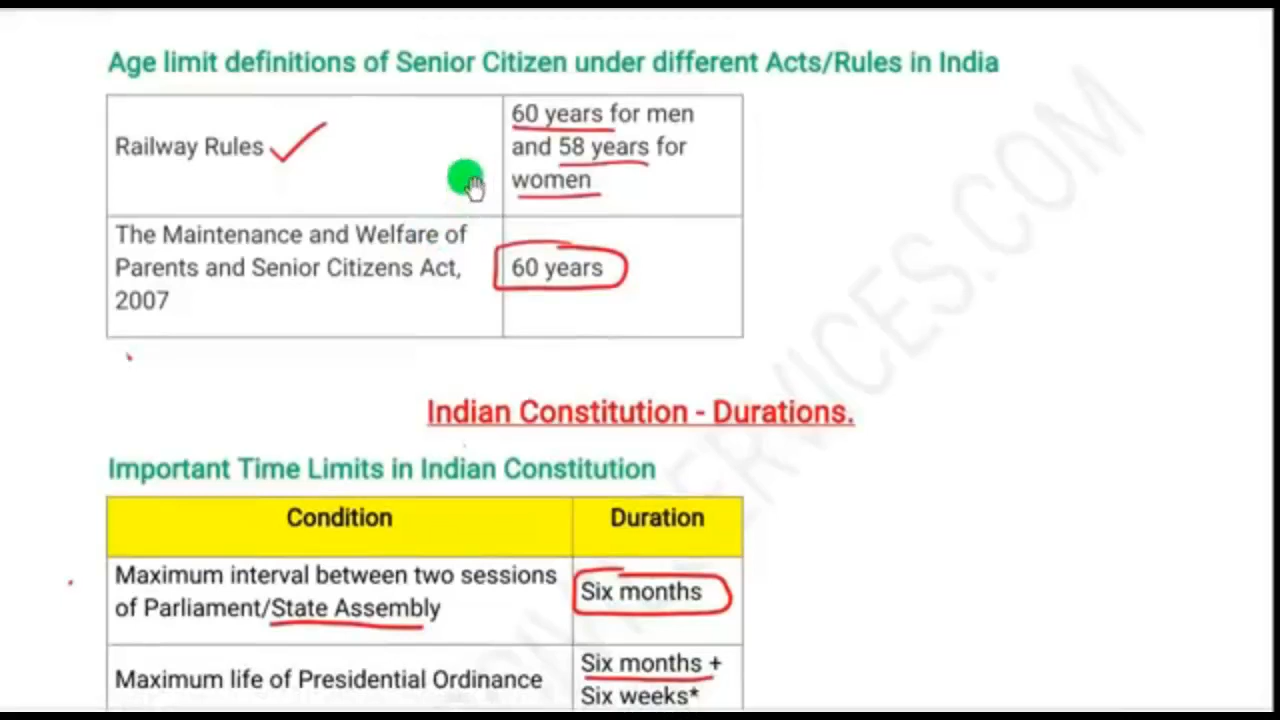 Age limit definitions of Senior Citizen under different Acts/Rules in India
Railway Rules
60 years for men
and 58 years for
women
The Maintenance and Welfare of
Parents and Senior Citizens Act,
2007
60 years
Indian Constitution - Durations.
Important Time Limits in Indian Constitution
Condition
Duration
Maximum interval between two sessions
of Parliament/State Assembly
Six months
Maximum life of Presidential Ordinance
Six months +
Six weeks*